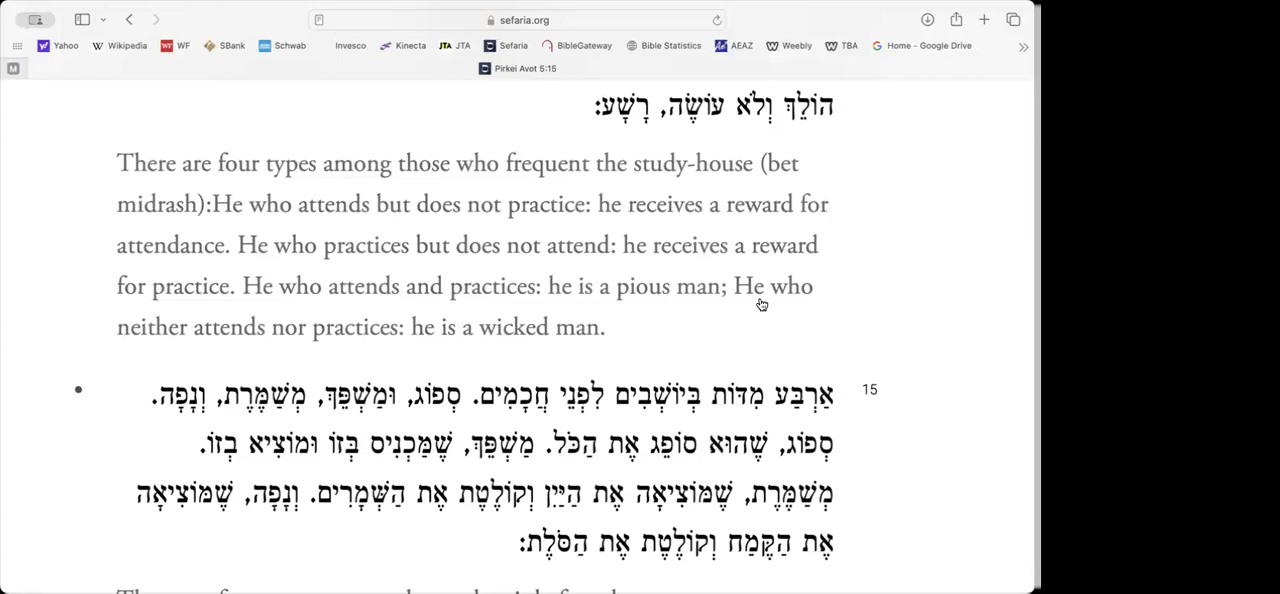 sefaria.org
Yahoo Wikipedia WF SBank Schwab Invesco Kinecta JTA JTA Sefaria BibleGateway Bible Statistics AEAZ Weebly TBA Home - Google Drive
M Pirkei Avot 5:15
הוֹלֵךְ וְלֹא עוֹשֶׂה, רָשָׁע:
There are four types among those who frequent the study-house (bet
midrash):He who attends but does not practice: he receives a reward for
attendance. He who practices but does not attend: he receives a reward
for practice. He who attends and practices: he is a pious man; He who
neither attends nor practices: he is a wicked man.
15
אַרְבַּע מִדּוֹת בְּיוֹשְׁבִים לִפְנֵי חֲכָמִים. סְפוֹג, וּמַשְׁפֵּךְ, מְשַׁמֶּרֶת, וְנָפָה.
סְפוֹג, שֶׁהוּא סוֹפֵג אֶת הַכֹּל. מַשְׁפֵּךְ, שֶׁמַּכְנִיס בְּזוֹ וּמוֹצִיא בְזוֹ.
מְשַׁמֶּרֶת, שֶׁמּוֹצִיאָה אֶת הַיַּיִן וְקוֹלֶטֶת אֶת הַשְּׁמָרִים. וְנָפָה, שֶׁמּוֹצִיאָה
אֶת הַקֶּמַח וְקוֹלֶטֶת אֶת הַסֹּלֶת: